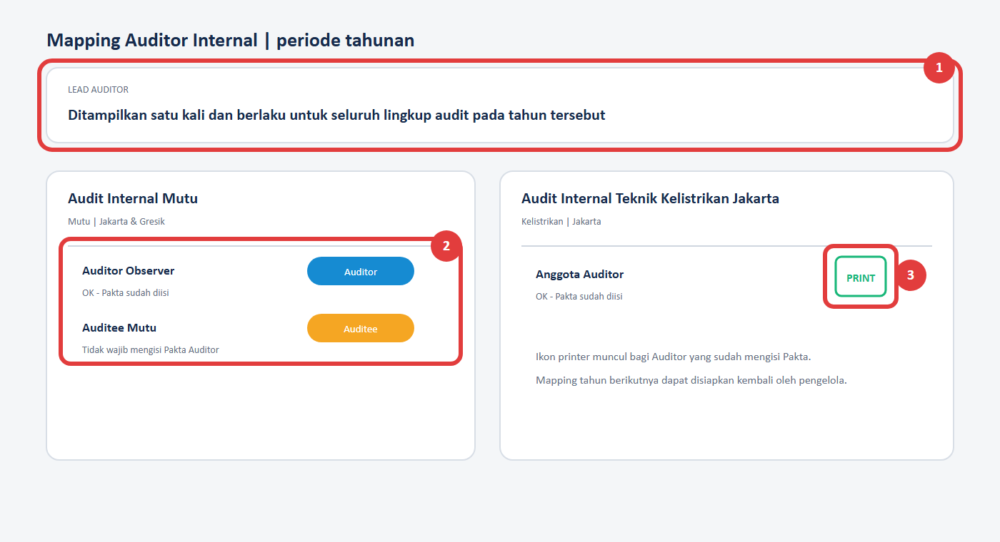 Mapping Auditor Internal | periode tahunan
1
LEAD AUDITOR
Ditampilkan satu kali dan berlaku untuk seluruh lingkup audit pada tahun tersebut
Audit Internal Mutu
Mutu | Jakarta & Gresik
2
Auditor Observer
Auditor
OK - Pakta sudah diisi
Auditee Mutu
Auditee
Tidak wajib mengisi Pakta Auditor
Audit Internal Teknik Kelistrikan Jakarta
Kelistrikan | Jakarta
Anggota Auditor
PRINT
3
OK - Pakta sudah diisi
Ikon printer muncul bagi Auditor yang sudah mengisi Pakta.
Mapping tahun berikutnya dapat disiapkan kembali oleh pengelola.